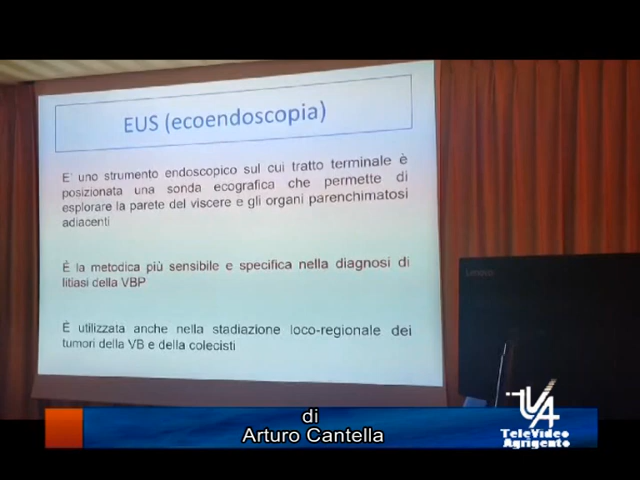 EUS (ecoendoscopia)
E' uno strumento endoscopico sul cui tratto terminale è
posizionata una sonda ecografica che permette di
esplorare la parete del viscere e gli organi parenchimatosi
adiacenti
È la metodica più sensibile e specifica nella diagnosi di
litiasi della VBP
È utilizzata anche nella stadiazione loco-regionale dei
tumori della VB e della colecisti
Lenovo
di
Arturo Cantella
TVA
TeleVideo
Agrigento